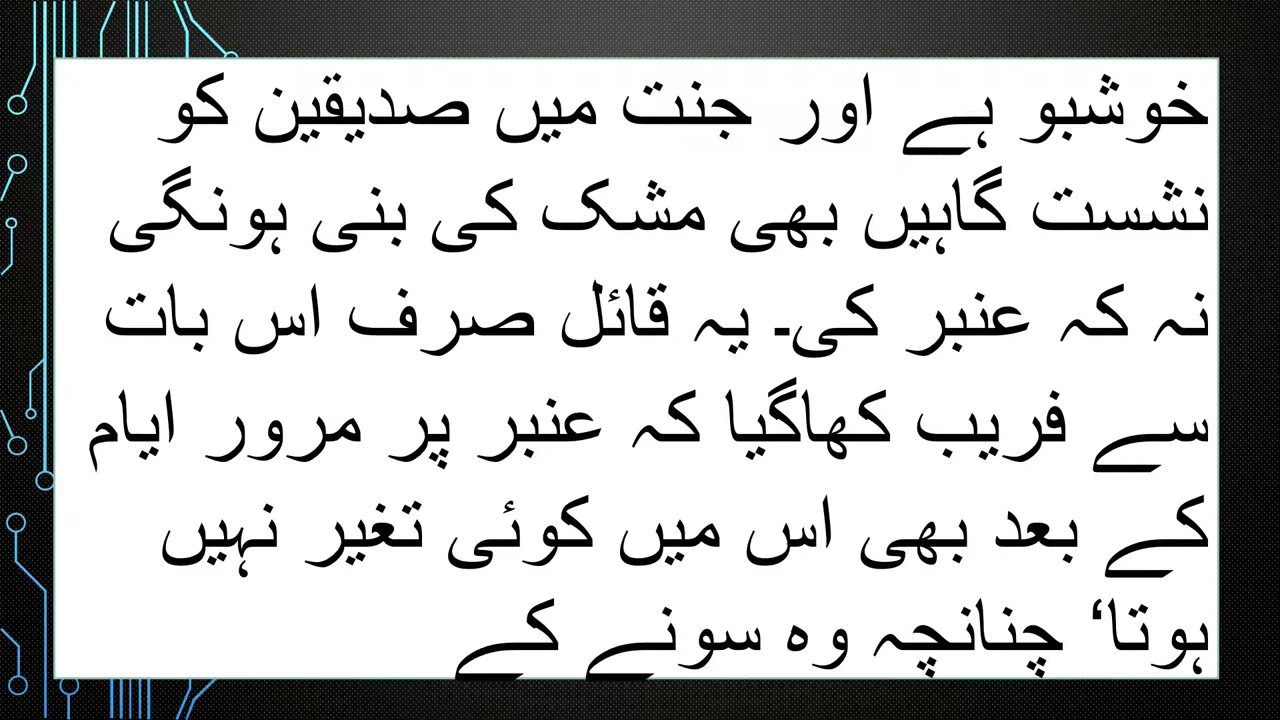 خوشبو ہے اور جنت میں صدیقین کو
نشست گاہیں بھی مشک کی بنی ہونگی
نہ کہ عنبر کی۔ یہ قائل صرف اس بات
سے فریب کھاگیا کہ عنبر پر مرور ایام
کے بعد بھی اس میں کوئی تغیر نہیں
ہوتا‘ چنانچہ وہ سونے کے